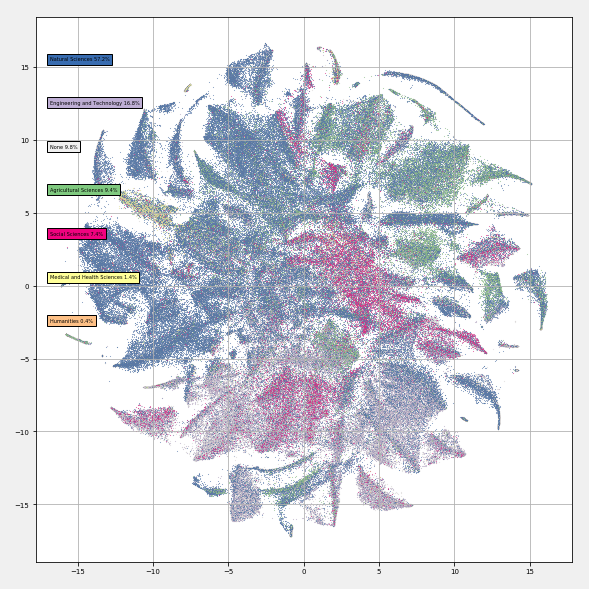 Natural Sciences 57.2%
Engineering and Technology 16.8%
None 9.8%
Agricultural Sciences 9.4%
Social Sciences 7.4%
Medical and Health Sciences 1.4%
Humanities 0.4%
15
10
5
0
−5
−10
−15
−15 −10 −5 0 5 10 15